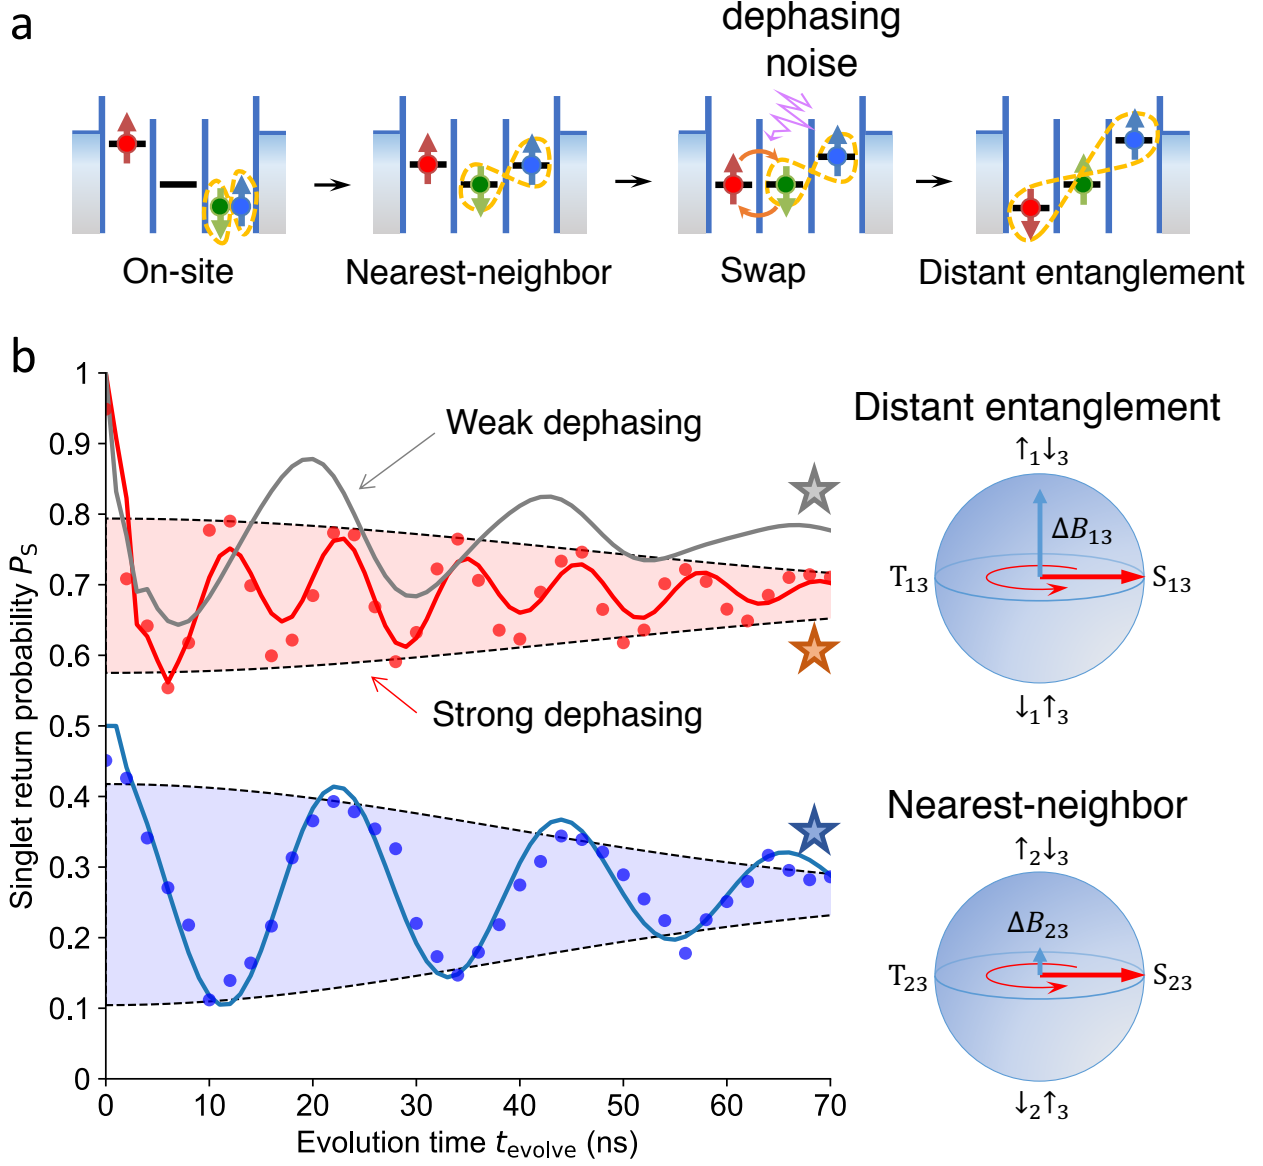 a
dephasing
noise
On-site
Nearest-neighbor
Swap
Distant entanglement
b
Singlet return probability P_S
1
0.9
0.8
0.7
0.6
0.5
0.4
0.3
0.2
0.1
0
0 10 20 30 40 50 60 70
Evolution time t_evolve (ns)
Weak dephasing
Strong dephasing
Distant entanglement
↑₁↓₃
ΔB₁₃
T₁₃ S₁₃
↓₁↑₃
Nearest-neighbor
↑₂↓₃
ΔB₂₃
T₂₃ S₂₃
↓₂↑₃